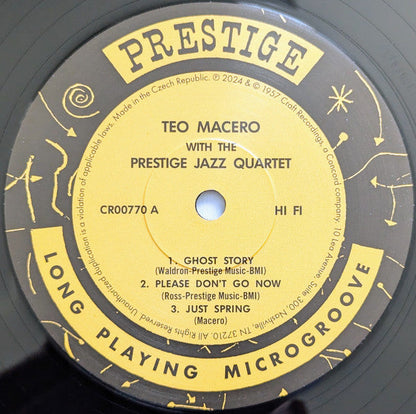 PRESTIGE
Made in the Czech Republic. ℗ 2024 & © 1957 Craft Recordings, a Concord company. 10 Lea Avenue, Suite 300, Nashville, TN 37210. All Rights Reserved. Unauthorized duplication is a violation of applicable laws.
TEO MACERO
WITH THE
PRESTIGE JAZZ QUARTET
CR00770 A
HI FI
1. GHOST STORY
(Waldron-Prestige Music-BMI)
2. PLEASE DON'T GO NOW
(Ross-Prestige Music-BMI)
3. JUST SPRING
(Macero)
LONG PLAYING MICROGROOVE